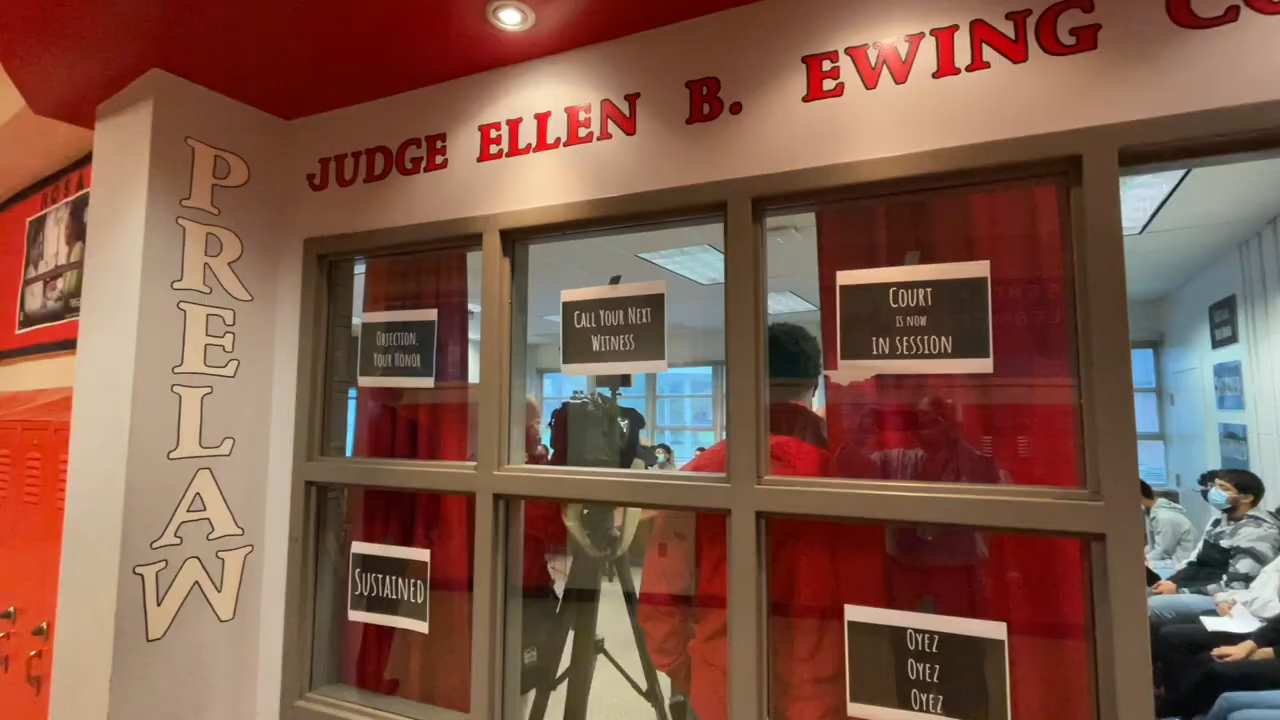 JUDGE ELLEN B. EWING CO
PRELAW
OBJECTION,
YOUR HONOR
CALL YOUR NEXT
WITNESS
COURT
IS NOW
IN SESSION
SUSTAINED
OYEZ
OYEZ
OYEZ